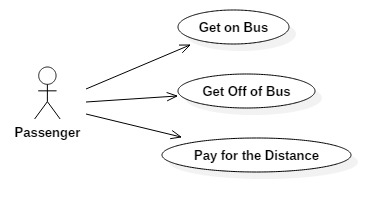 Get on Bus
Get Off of Bus
Passenger
Pay for the Distance